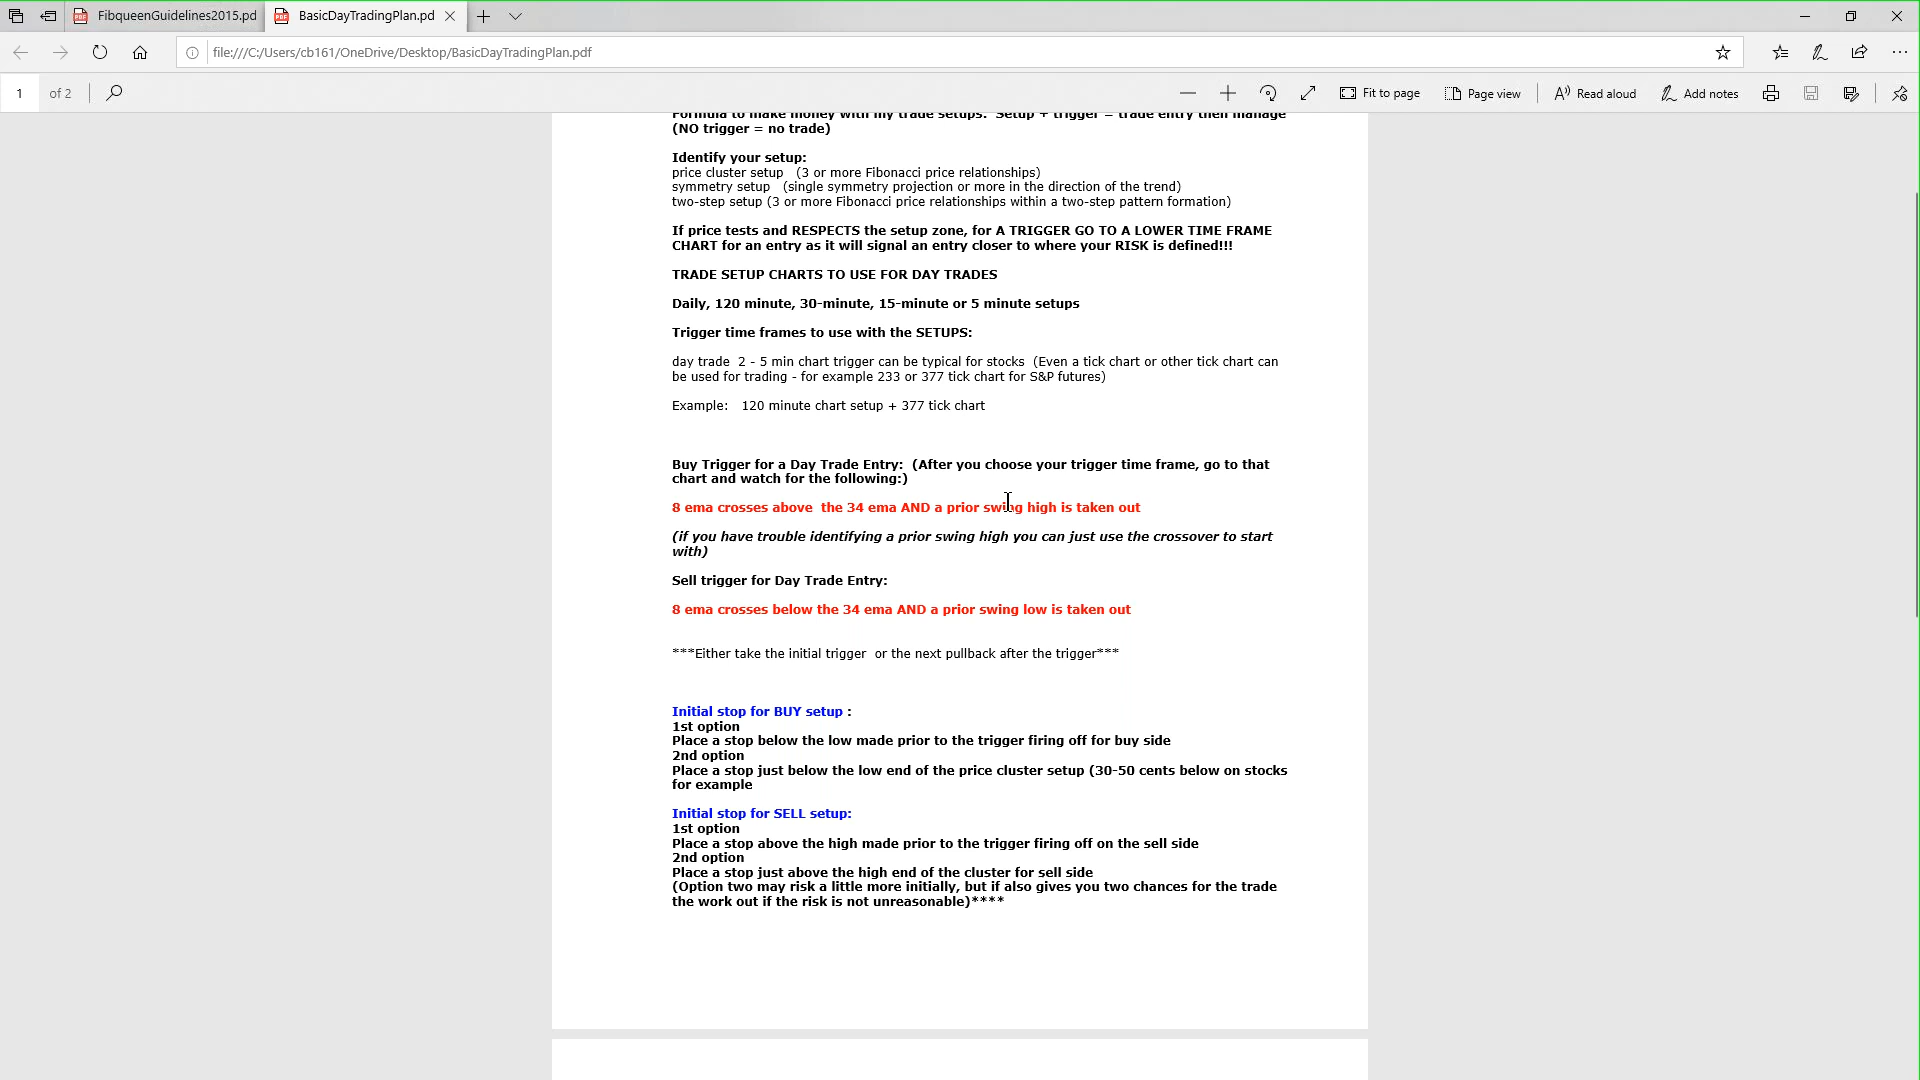 FibqueenGuidelines2015.pd
BasicDayTradingPlan.pd
file:///C:/Users/cb161/OneDrive/Desktop/BasicDayTradingPlan.pdf
1 of 2
Fit to page
Page view
Read aloud
Add notes
Formula to make money with my trade setups:  Setup + trigger = trade entry then manage
(NO trigger = no trade)
Identify your setup:
price cluster setup   (3 or more Fibonacci price relationships)
symmetry setup   (single symmetry projection or more in the direction of the trend)
two-step setup (3 or more Fibonacci price relationships within a two-step pattern formation)
If price tests and RESPECTS the setup zone, for A TRIGGER GO TO A LOWER TIME FRAME
CHART for an entry as it will signal an entry closer to where your RISK is defined!!!
TRADE SETUP CHARTS TO USE FOR DAY TRADES
Daily, 120 minute, 30-minute, 15-minute or 5 minute setups
Trigger time frames to use with the SETUPS:
day trade  2 - 5 min chart trigger can be typical for stocks  (Even a tick chart or other tick chart can
be used for trading - for example 233 or 377 tick chart for S&P futures)
Example:   120 minute chart setup + 377 tick chart
Buy Trigger for a Day Trade Entry:  (After you choose your trigger time frame, go to that
chart and watch for the following:)
8 ema crosses above  the 34 ema AND a prior swing high is taken out
(if you have trouble identifying a prior swing high you can just use the crossover to start
with)
Sell trigger for Day Trade Entry:
8 ema crosses below the 34 ema AND a prior swing low is taken out
***Either take the initial trigger  or the next pullback after the trigger***
Initial stop for BUY setup :
1st option
Place a stop below the low made prior to the trigger firing off for buy side
2nd option
Place a stop just below the low end of the price cluster setup (30-50 cents below on stocks
for example
Initial stop for SELL setup:
1st option
Place a stop above the high made prior to the trigger firing off on the sell side
2nd option
Place a stop just above the high end of the cluster for sell side
(Option two may risk a little more initially, but if also gives you two chances for the trade
the work out if the risk is not unreasonable)****